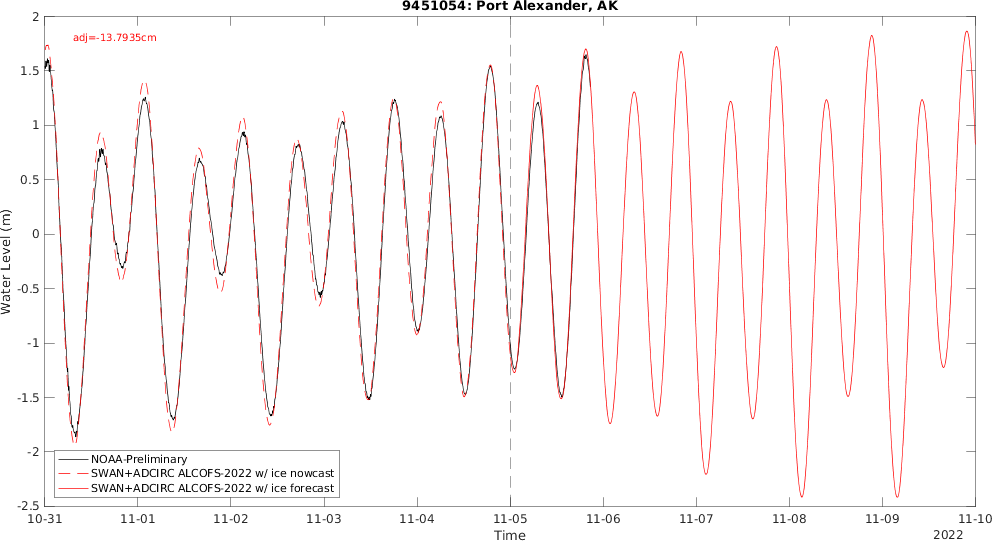 9451054: Port Alexander, AK
adj=-13.7935cm
Water Level (m)
2
1.5
1
0.5
0
-0.5
-1
-1.5
-2
-2.5
NOAA-Preliminary
SWAN+ADCIRC ALCOFS-2022 w/ ice nowcast
SWAN+ADCIRC ALCOFS-2022 w/ ice forecast
10-31 11-01 11-02 11-03 11-04 11-05 11-06 11-07 11-08 11-09 11-10
Time
2022